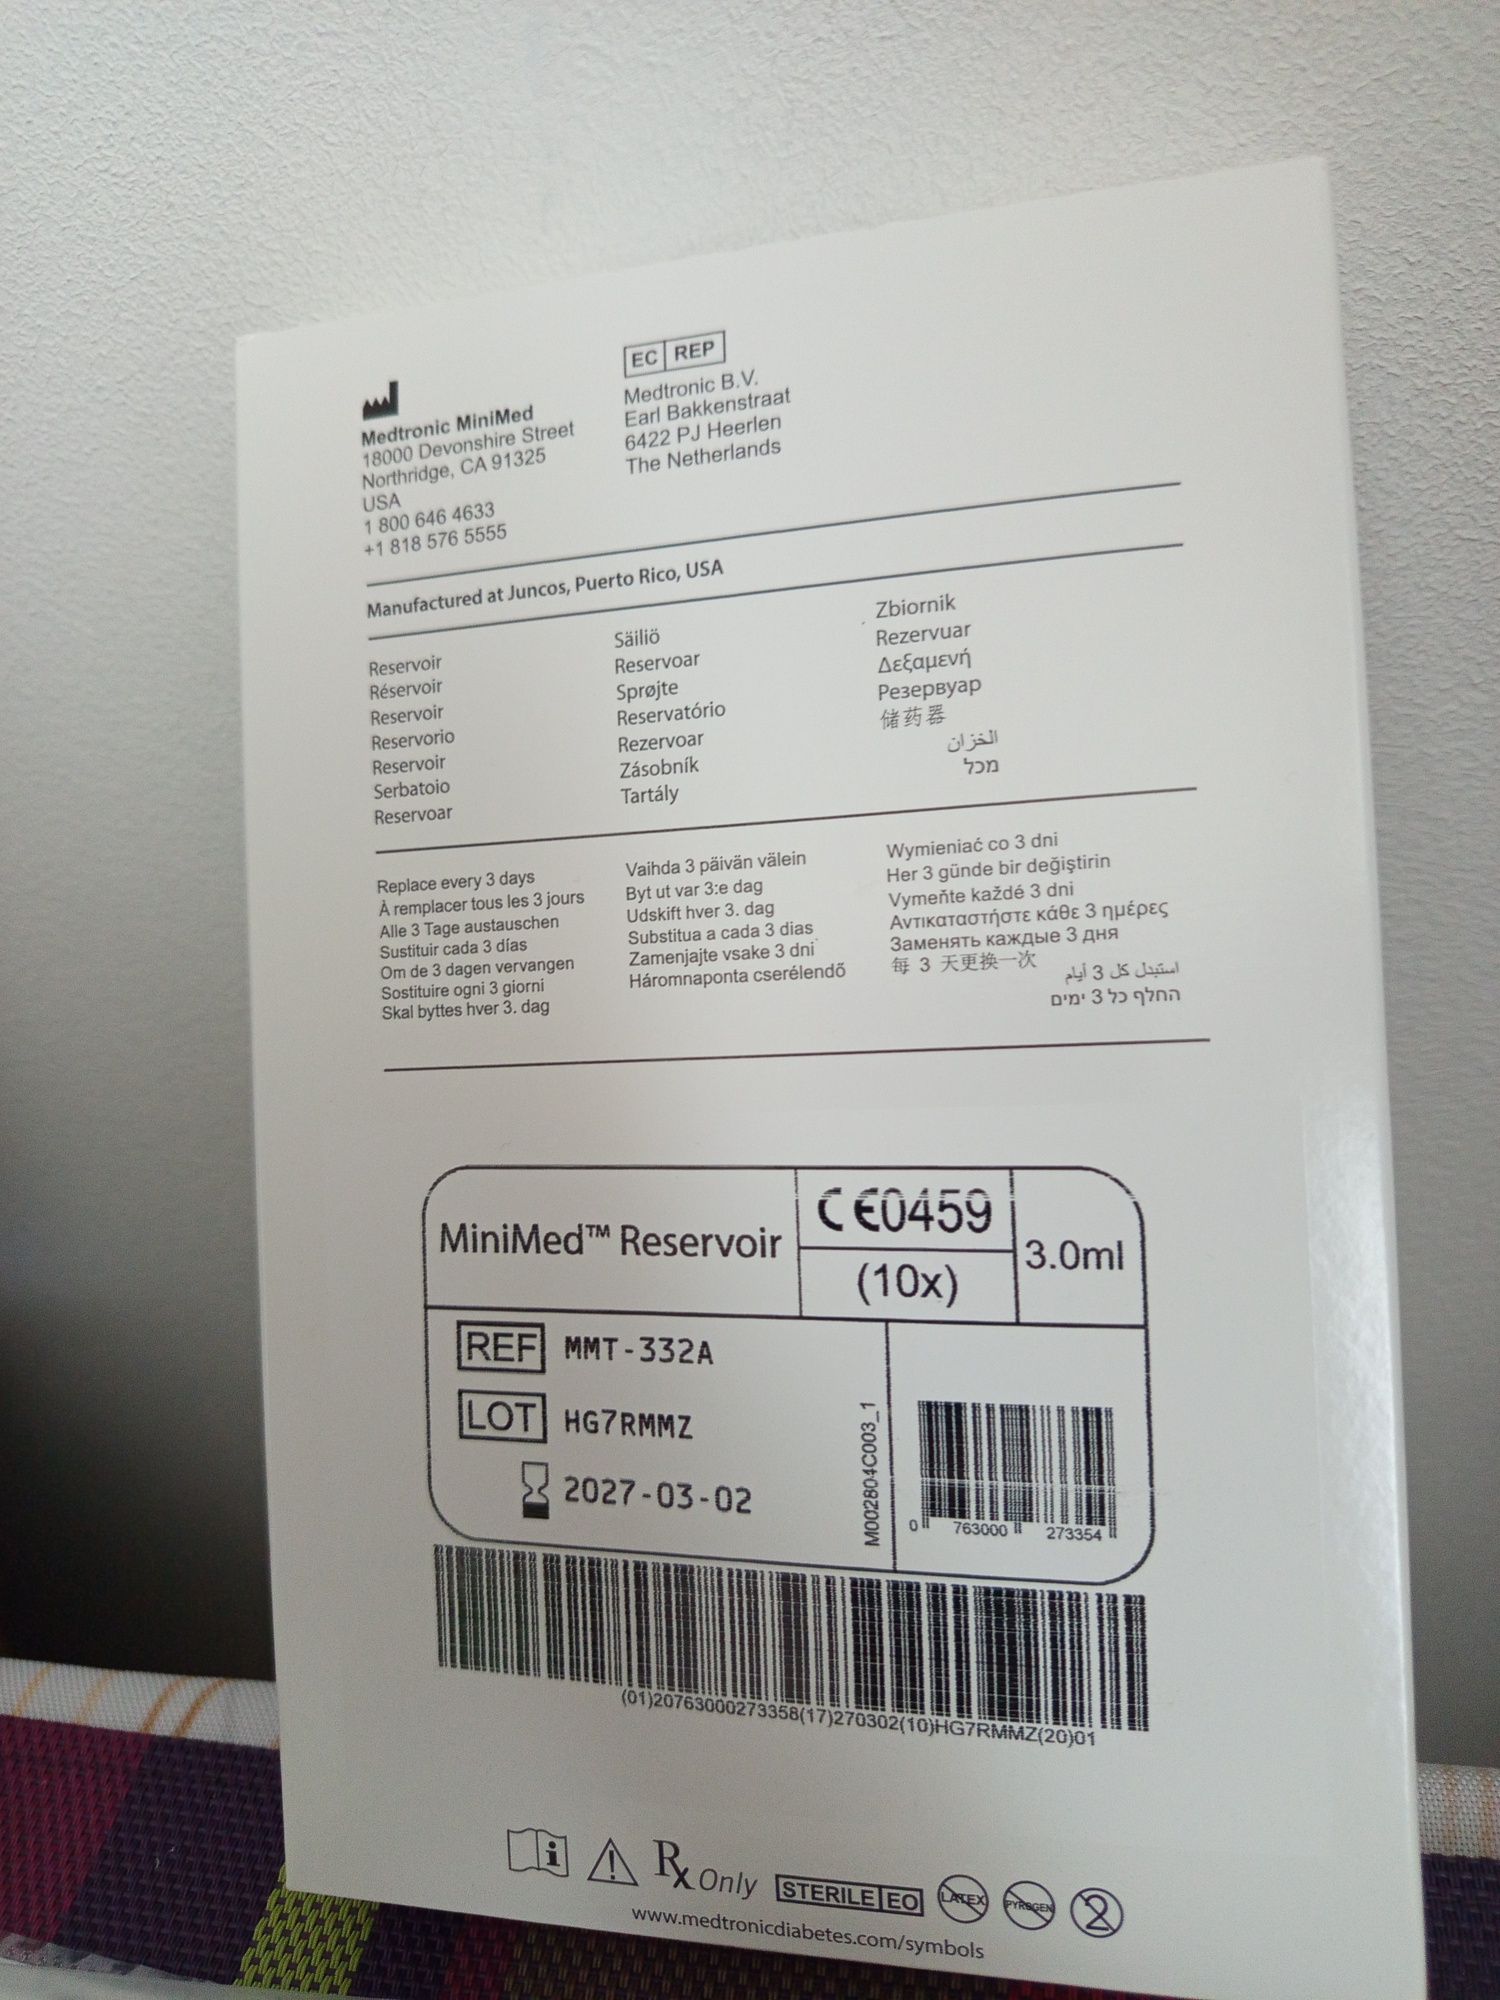 Medtronic MiniMed
18000 Devonshire Street
Northridge, CA 91325
USA
1 800 646 4633
+1 818 576 5555
EC REP
Medtronic B.V.
Earl Bakkenstraat
6422 PJ Heerlen
The Netherlands
Manufactured at Juncos, Puerto Rico, USA
Reservoir
Réservoir
Reservoir
Reservorio
Reservoir
Serbatoio
Reservoar
Säiliö
Reservoar
Sprøjte
Reservatório
Rezervoar
Zásobník
Tartály
Zbiornik
Rezervuar
Δεξαμενή
Резервуар
储药器
الخزان
מכל
Replace every 3 days
À remplacer tous les 3 jours
Alle 3 Tage austauschen
Sustituir cada 3 días
Om de 3 dagen vervangen
Sostituire ogni 3 giorni
Skal byttes hver 3. dag
Vaihda 3 päivän välein
Byt ut var 3:e dag
Udskift hver 3. dag
Substitua a cada 3 dias
Zamenjajte vsake 3 dni
Háromnaponta cserélendő
Wymieniać co 3 dni
Her 3 günde bir değiştirin
Vymeňte každé 3 dni
Αντικαταστήστε κάθε 3 ημέρες
Заменять каждые 3 дня
每 3 天更换一次
استبدل كل 3 أيام
החלף כל 3 ימים
MiniMed™ Reservoir
CE0459
(10x)
3.0ml
REF MMT-332A
LOT HG7RMMZ
2027-03-02
M002804C003_1
0 763000 273354
(01)20763000273358(17)270302(10)HG7RMMZ(20)01
Rx Only
STERILE EO
LATEX
PYROGEN
2
www.medtronicdiabetes.com/symbols